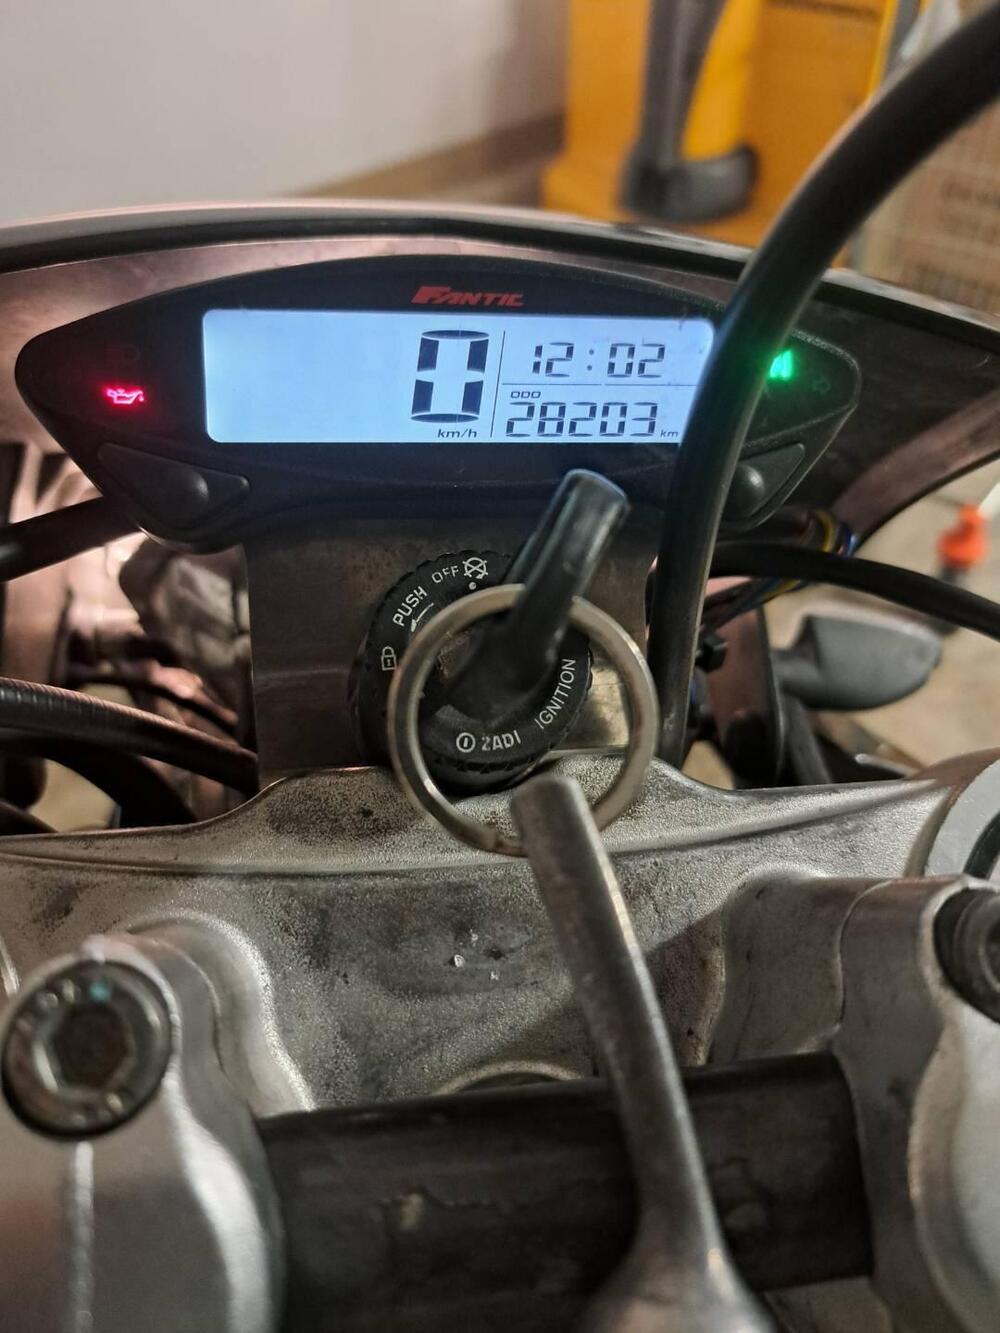 FANTIC
0
km/h
12:02
ODO
28203 km
N
OFF
PUSH
IGNITION
ZADI